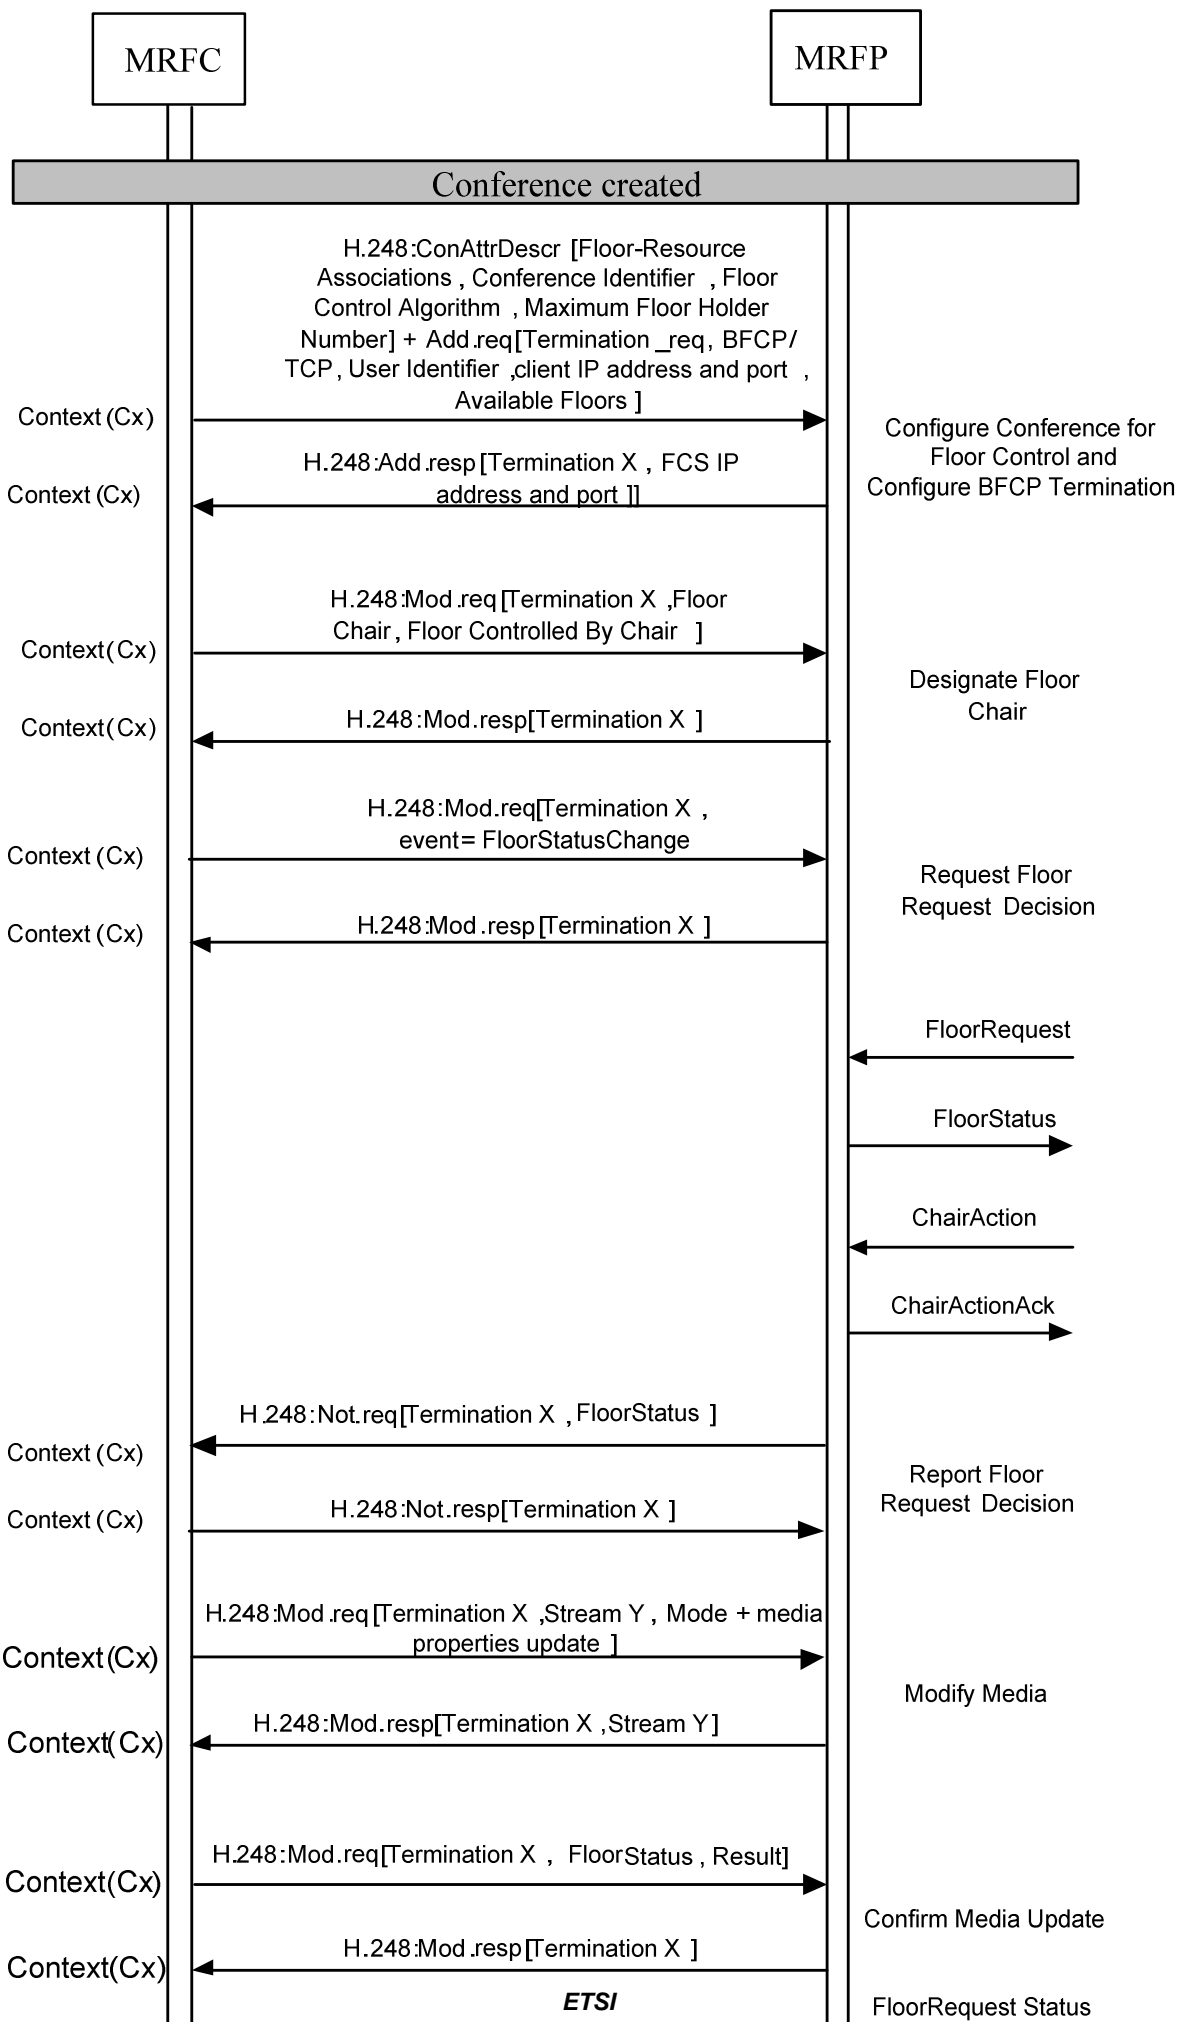 MRFC
MRFP
Conference created
H.248:ConAttrDescr [Floor-Resource
Associations , Conference Identifier , Floor
Control Algorithm , Maximum Floor Holder
Number] + Add.req[Termination _req, BFCP/
TCP, User Identifier ,client IP address and port ,
Available Floors ]
Context (Cx)
Configure Conference for
Floor Control and
Configure BFCP Termination
H.248:Add.resp[Termination X , FCS IP
address and port ]]
Context (Cx)
H.248:Mod.req[Termination X ,Floor
Chair, Floor Controlled By Chair ]
Context(Cx)
Designate Floor
Chair
H.248:Mod.resp[Termination X ]
Context(Cx)
H.248:Mod.req[Termination X ,
event= FloorStatusChange
Context (Cx)
Request Floor
Request Decision
H.248:Mod.resp[Termination X ]
Context (Cx)
FloorRequest
FloorStatus
ChairAction
ChairActionAck
H.248:Not.req[Termination X , FloorStatus ]
Context (Cx)
Report Floor
Request Decision
H.248:Not.resp[Termination X ]
Context (Cx)
H.248:Mod.req[Termination X ,Stream Y , Mode + media
properties update ]
Context(Cx)
Modify Media
H.248:Mod.resp[Termination X ,Stream Y]
Context(Cx)
H.248:Mod.req[Termination X , FloorStatus , Result]
Context(Cx)
Confirm Media Update
H.248:Mod.resp[Termination X ]
Context(Cx)
ETSI
FloorRequest Status